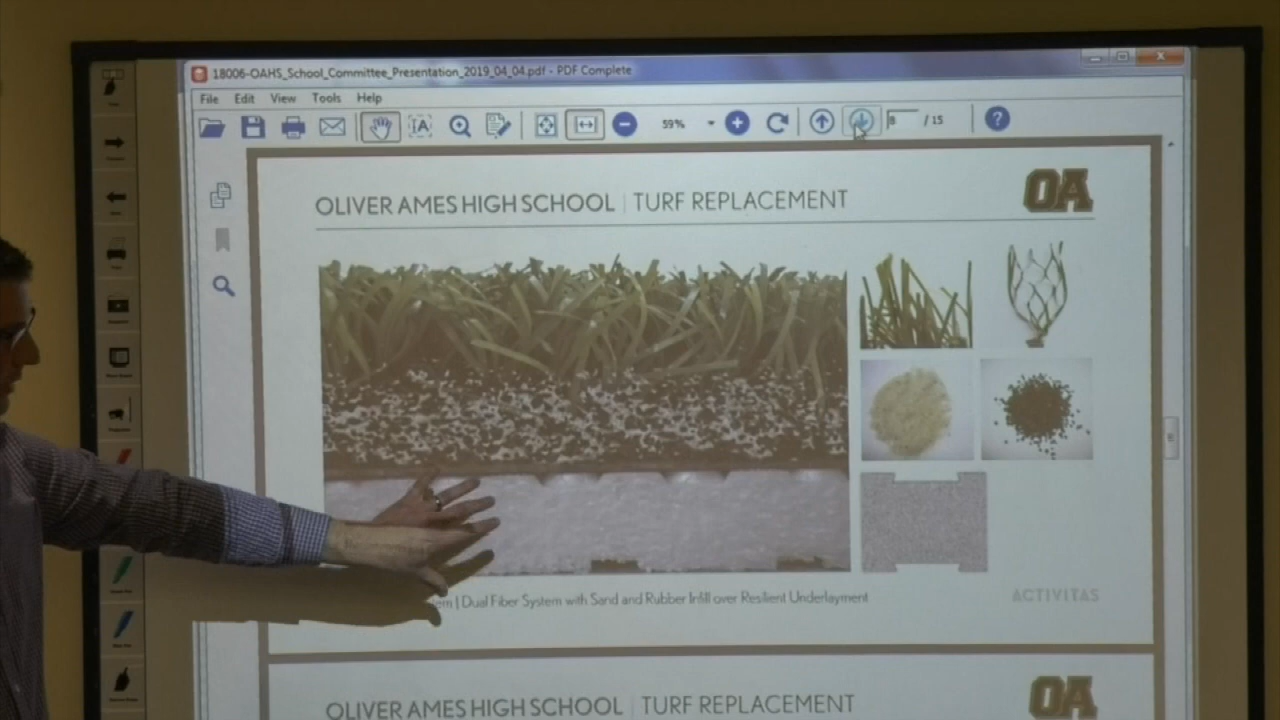 18006-OAHS_School_Committee_Presentation_2019_04_04.pdf - PDF Complete
File Edit View Tools Help
59%
8 / 15
OLIVER AMES HIGH SCHOOL | TURF REPLACEMENT
OA
| Dual Fiber System with Sand and Rubber Infill over Resilient Underlayment
ACTIVITAS
OLIVER AMES HIGH SCHOOL | TURF REPLACEMENT
OA